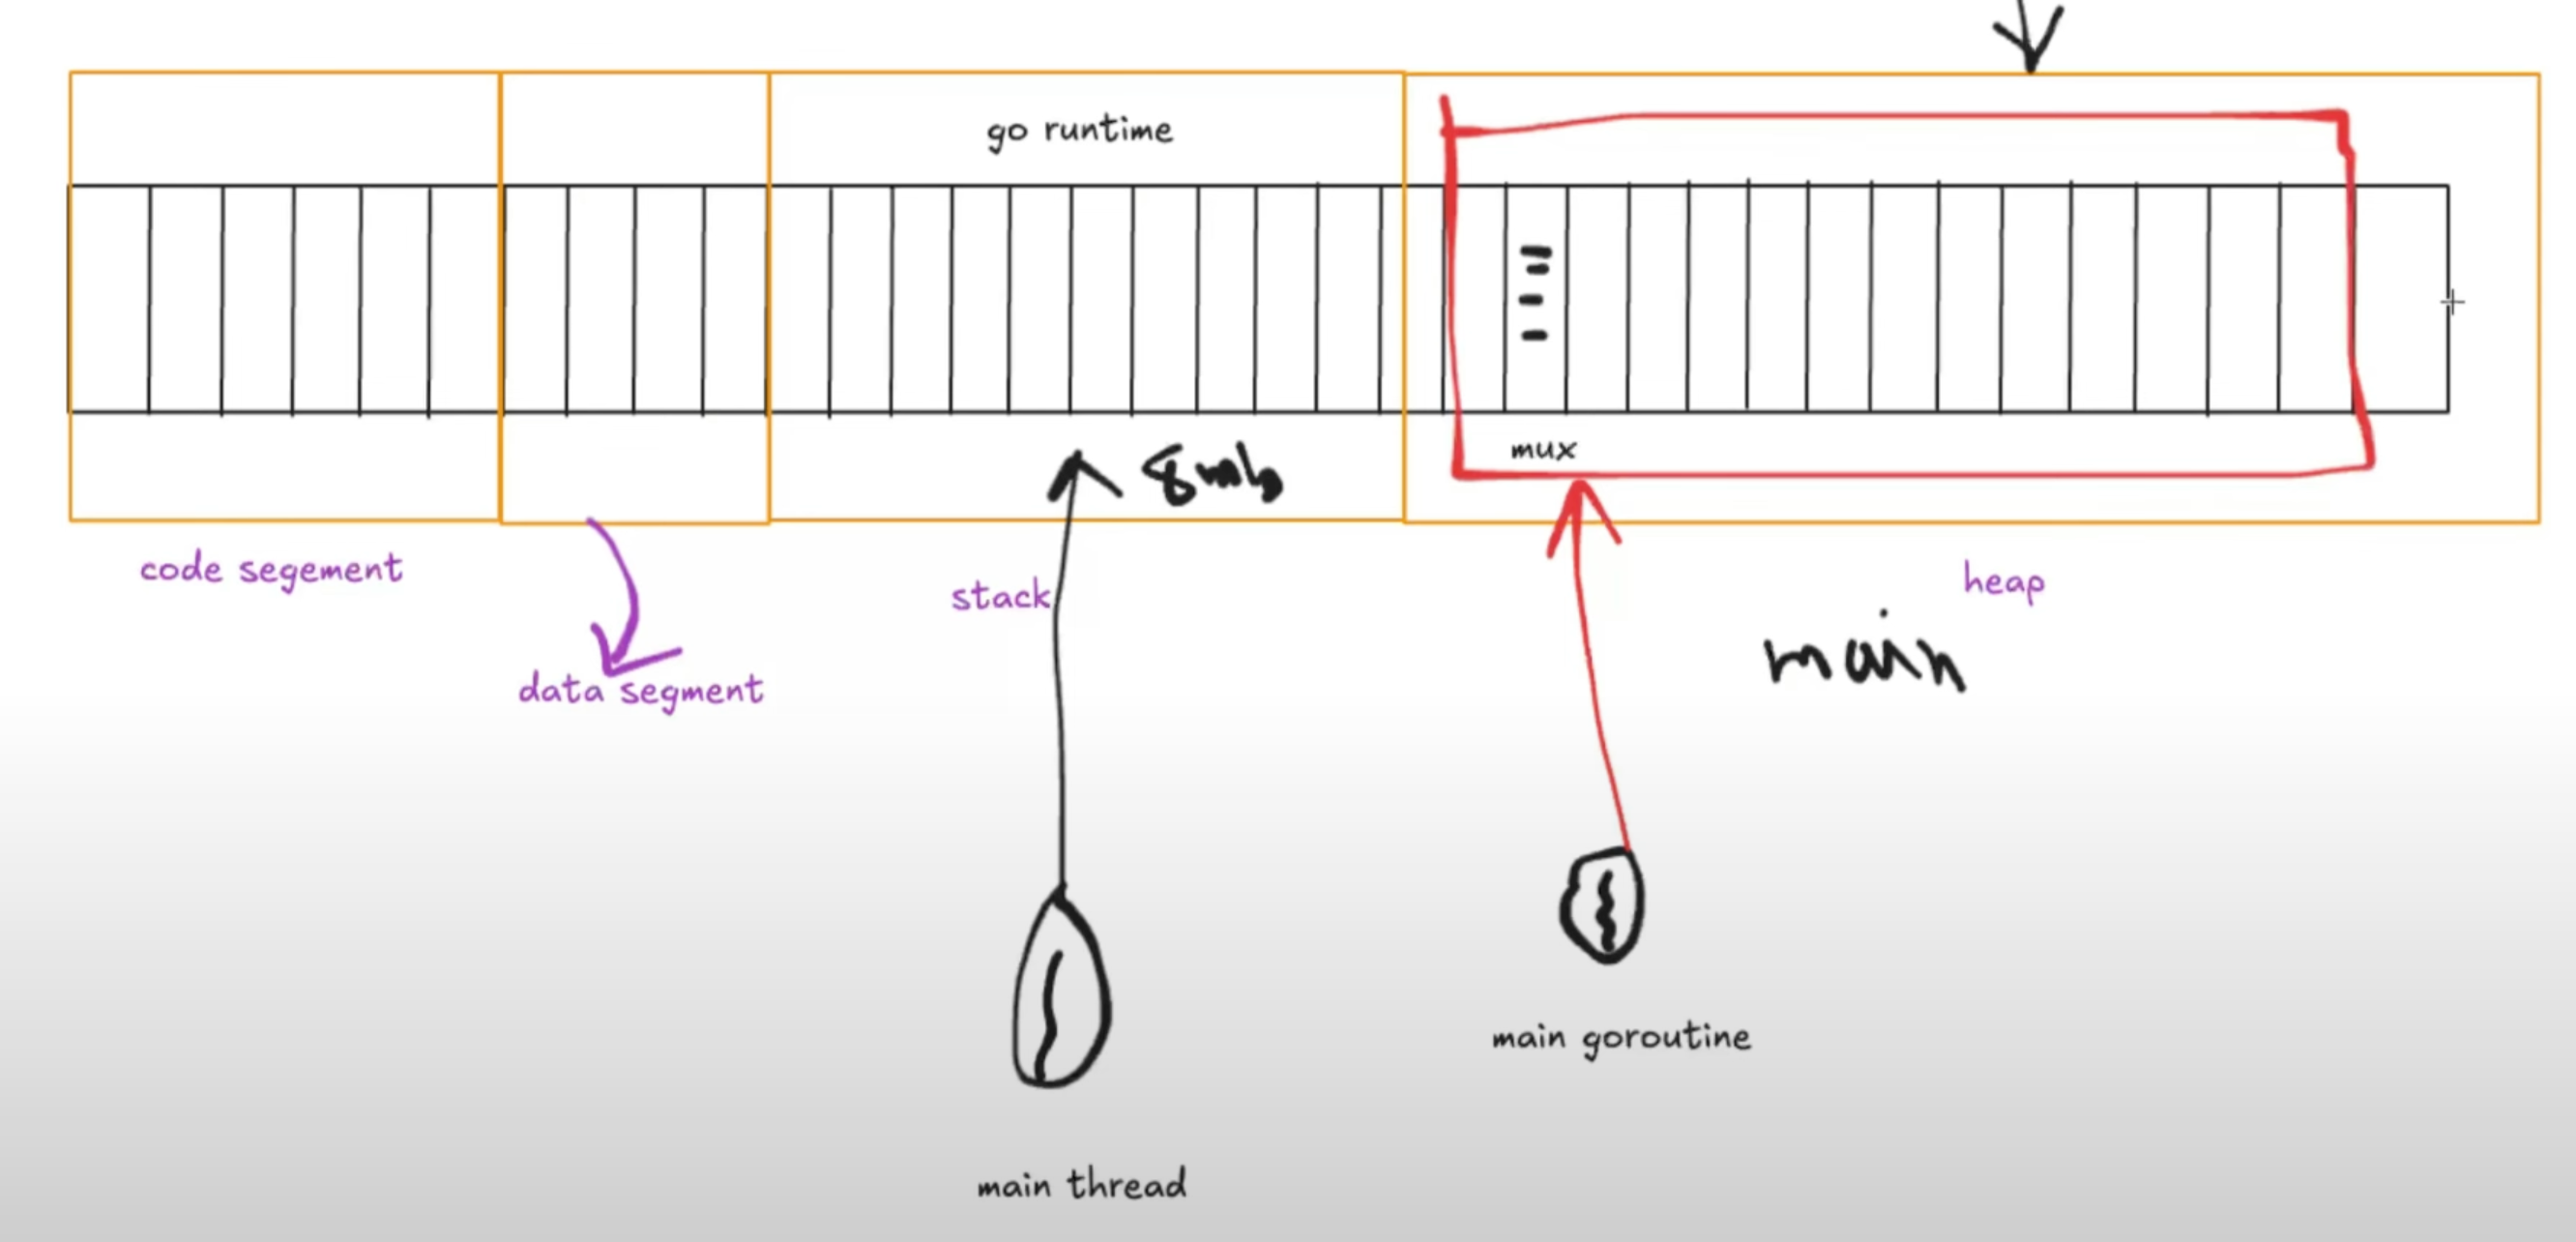 go runtime
8mb
mux
code segement
stack
heap
main
data segment
main goroutine
main thread